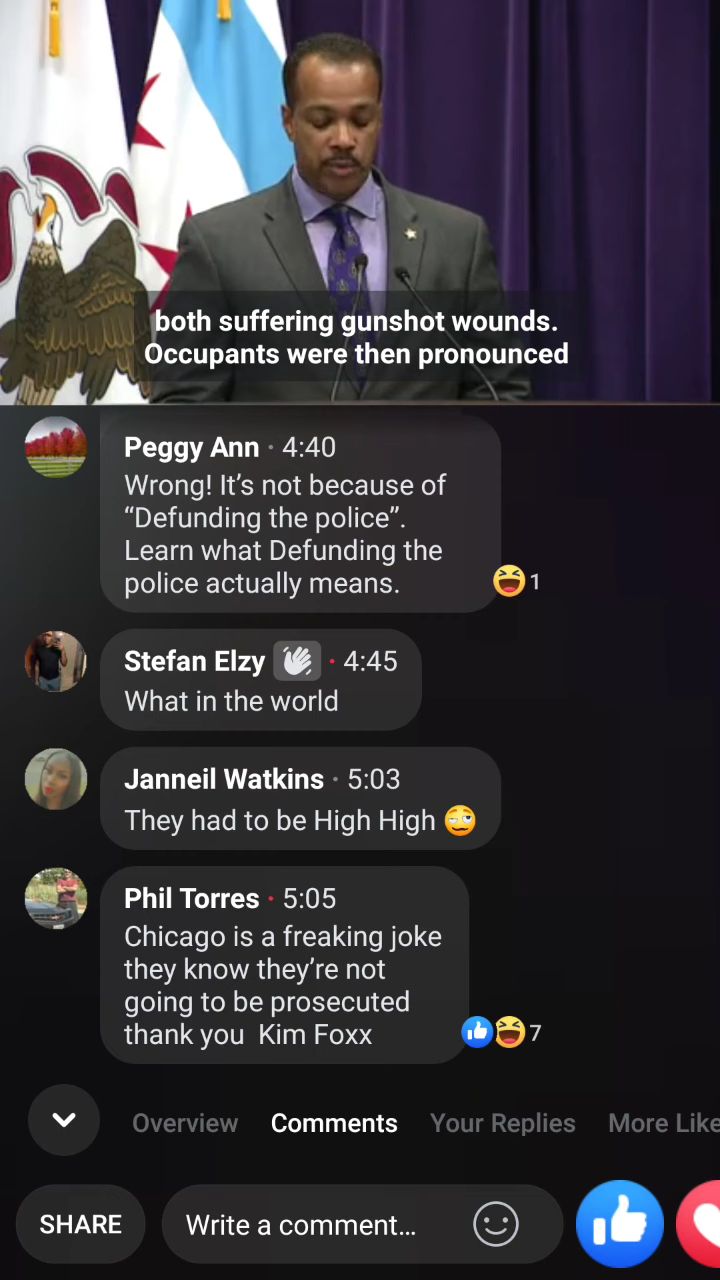 both suffering gunshot wounds.
Occupants were then pronounced
Peggy Ann · 4:40
Wrong! It’s not because of
“Defunding the police”.
Learn what Defunding the
police actually means.
1
Stefan Elzy · 4:45
What in the world
Janneil Watkins · 5:03
They had to be High High
Phil Torres · 5:05
Chicago is a freaking joke
they know they’re not
going to be prosecuted
thank you  Kim Foxx
7
Overview Comments Your Replies More Like
SHARE Write a comment...